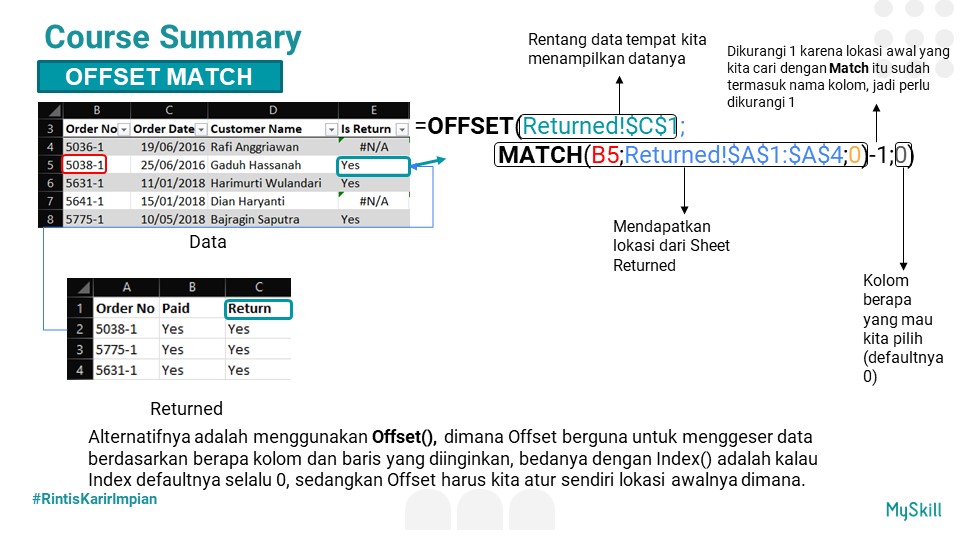 Course Summary
OFFSET MATCH
Rentang data tempat kita
menampilkan datanya
Dikurangi 1 karena lokasi awal yang
kita cari dengan Match itu sudah
termasuk nama kolom, jadi perlu
dikurangi 1
=OFFSET(Returned!$C$1;
MATCH(B5;Returned!$A$1:$A$4;0)-1;0)
B C D E
3 Order No Order Date Customer Name Is Return
4 5036-1 19/06/2016 Rafi Anggriawan #N/A
5 5038-1 25/06/2016 Gaduh Hassanah Yes
6 5631-1 11/01/2018 Harimurti Wulandari Yes
7 5641-1 15/01/2018 Dian Haryanti #N/A
8 5775-1 10/05/2018 Bajragin Saputra Yes
Data
Mendapatkan
lokasi dari Sheet
Returned
Kolom
berapa
yang mau
kita pilih
(defaultnya
0)
A B C
1 Order No Paid Return
2 5038-1 Yes Yes
3 5775-1 Yes Yes
4 5631-1 Yes Yes
Returned
Alternatifnya adalah menggunakan Offset(), dimana Offset berguna untuk menggeser data
berdasarkan berapa kolom dan baris yang diinginkan, bedanya dengan Index() adalah kalau
Index defaultnya selalu 0, sedangkan Offset harus kita atur sendiri lokasi awalnya dimana.
#RintisKarirImpian
MySkill